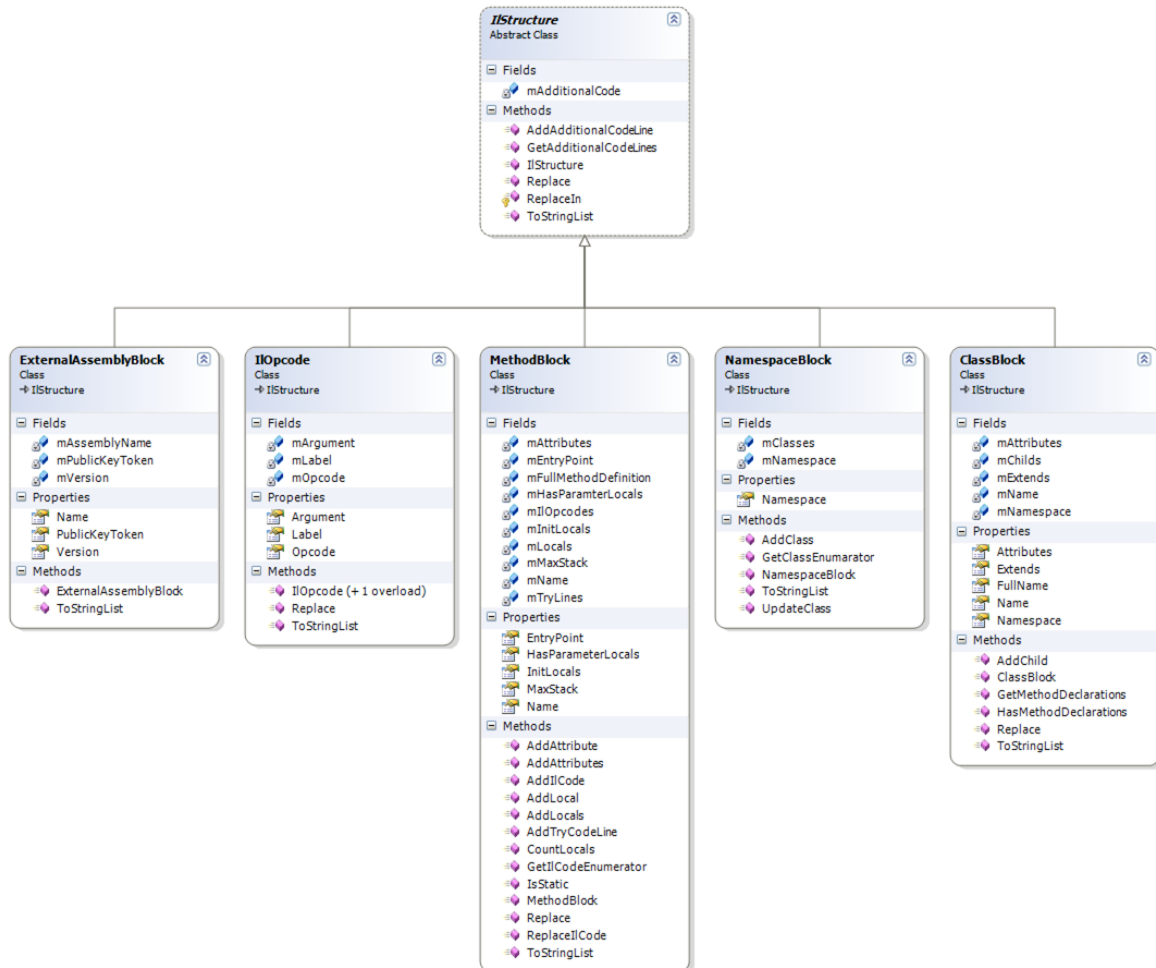 IlStructure
Abstract Class
Fields
mAdditionalCode
Methods
AddAdditionalCodeLine
GetAdditionalCodeLines
IlStructure
Replace
ReplaceIn
ToStringList
ExternalAssemblyBlock
Class
IlStructure
Fields
mAssemblyName
mPublicKeyToken
mVersion
Properties
Name
PublicKeyToken
Version
Methods
ExternalAssemblyBlock
ToStringList
IlOpcode
Class
IlStructure
Fields
mArgument
mLabel
mOpcode
Properties
Argument
Label
Opcode
Methods
IlOpcode (+ 1 overload)
Replace
ToStringList
MethodBlock
Class
IlStructure
Fields
mAttributes
mEntryPoint
mFullMethodDefinition
mHasParamterLocals
mIlOpcodes
mInitLocals
mLocals
mMaxStack
mName
mTryLines
Properties
EntryPoint
HasParameterLocals
InitLocals
MaxStack
Name
Methods
AddAttribute
AddAttributes
AddIlCode
AddLocal
AddLocals
AddTryCodeLine
CountLocals
GetIlCodeEnumerator
IsStatic
MethodBlock
Replace
ReplaceIlCode
ToStringList
NamespaceBlock
Class
IlStructure
Fields
mClasses
mNamespace
Properties
Namespace
Methods
AddClass
GetClassEnumarator
NamespaceBlock
ToStringList
UpdateClass
ClassBlock
Class
IlStructure
Fields
mAttributes
mChilds
mExtends
mName
mNamespace
Properties
Attributes
Extends
FullName
Name
Namespace
Methods
AddChild
ClassBlock
GetMethodDeclarations
HasMethodDeclarations
Replace
ToStringList